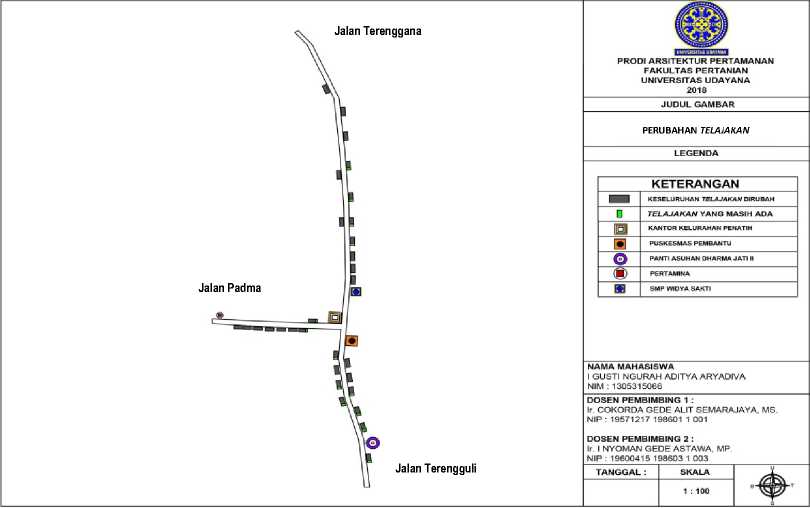 Jalan Terenggana
Jalan Padma
Jalan Terengguli
UNIVERSITAS UDAYANA
PRODI ARSITEKTUR PERTAMANAN
FAKULTAS PERTANIAN
UNIVERSITAS UDAYANA
2018
JUDUL GAMBAR
PERUBAHAN TELAJAKAN
LEGENDA
KETERANGAN
KESELURUHAN TELAJAKAN DIRUBAH
TELAJAKAN YANG MASIH ADA
KANTOR KELURAHAN PENATIH
PUSKESMAS PEMBANTU
PANTI ASUHAN DHARMA JATI II
PERTAMINA
SMP WIDYA SAKTI
NAMA MAHASISWA
I GUSTI NGURAH ADITYA ARYADIVA
NIM : 1305315066
DOSEN PEMBIMBING 1 :
Ir. COKORDA GEDE ALIT SEMARAJAYA, MS.
NIP : 19571217 198601 1 001
DOSEN PEMBIMBING 2 :
Ir. I NYOMAN GEDE ASTAWA, MP.
NIP : 19600415 198603 1 003
TANGGAL :
SKALA
1 : 100
U
B
T
S